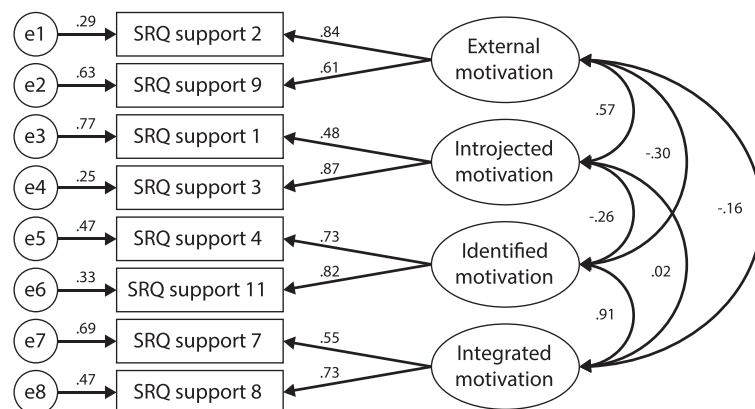 e1 .29 SRQ support 2 .84
External
motivation
e2 .63 SRQ support 9 .61
.57
e3 .77 SRQ support 1 .48
Introjected
motivation
-.30
e4 .25 SRQ support 3 .87
-.26
-.16
e5 .47 SRQ support 4 .73
Identified
motivation
.02
e6 .33 SRQ support 11 .82
.91
e7 .69 SRQ support 7 .55
Integrated
motivation
e8 .47 SRQ support 8 .73